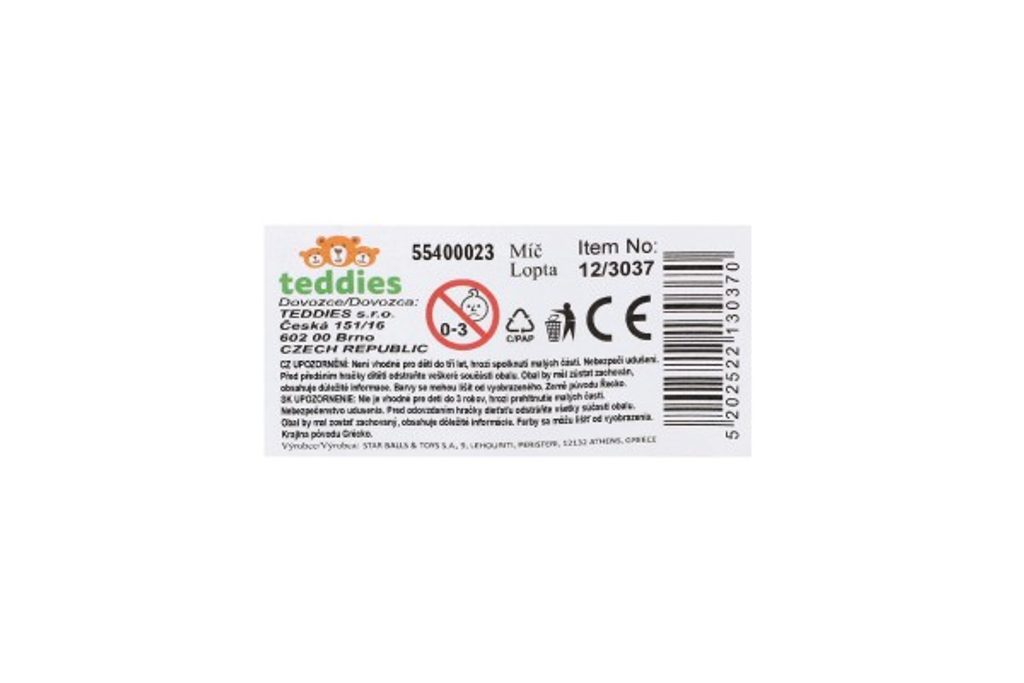 teddies
55400023
Míč
Lopta
Item No:
12/3037
Dovozce/Dovozca:
TEDDIES s.r.o.
Česká 151/16
602 00 Brno
CZECH REPUBLIC
0-3
C/PAP
CE
CZ UPOZORNĚNÍ: Není vhodné pro děti do tří let, hrozí spolknutí malých částí. Nebezpečí udušení.
Před předáním hračky dítěti odstraňte veškeré součásti obalu. Obal by měl zůstat zachován,
obsahuje důležité informace. Barvy se mohou lišit od vyobrazeného. Země původu Řecko.
SK UPOZORNENIE: Nie je vhodné pre deti do 3 rokov, hrozí prehltnutie malých častí.
Nebezpečenstvo udusenia. Pred odovzdaním hračky dieťaťu odstráňte všetky súčasti obalu.
Obal by mal zostať zachovaný, obsahuje dôležité informácie. Farby sa môžu líšiť od vyobrazenia.
Krajina pôvodu Grécko.
Výrobce/Výrobca: STAR BALLS & TOYS S.A., 9, LEHOURITI, PERISTERI, 12132 ATHENS, GREECE
5 202522 130370